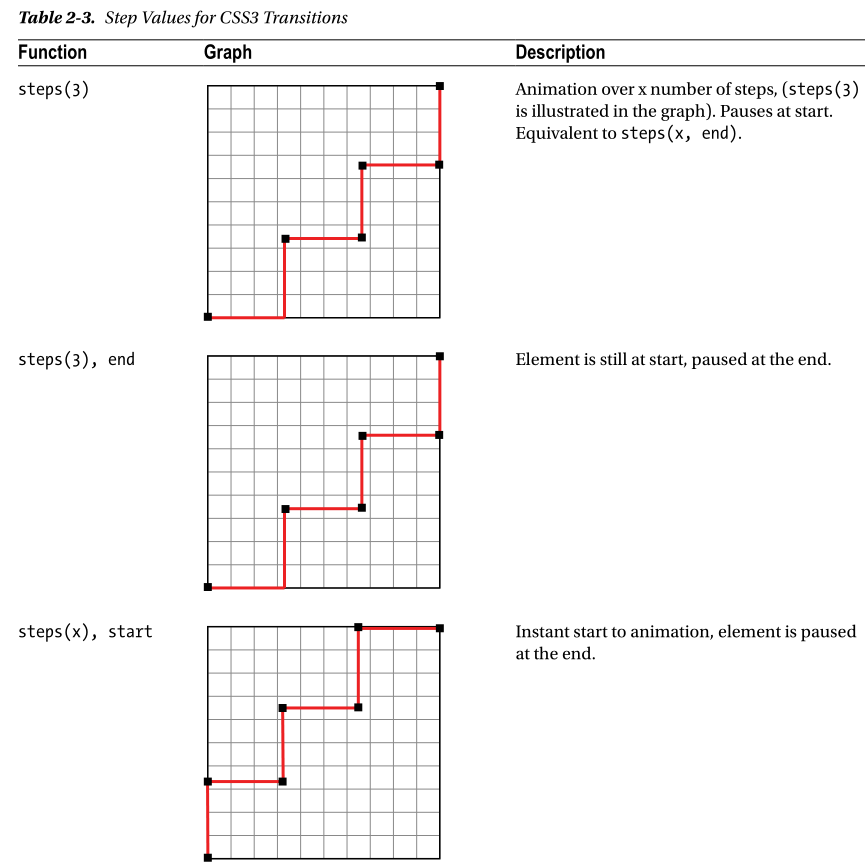 Table 2-3. Step Values for CSS3 Transitions
Function Graph Description
steps(3)
Animation over x number of steps, (steps(3)
is illustrated in the graph). Pauses at start.
Equivalent to steps(x, end).
steps(3), end
Element is still at start, paused at the end.
steps(x), start
Instant start to animation, element is paused
at the end.